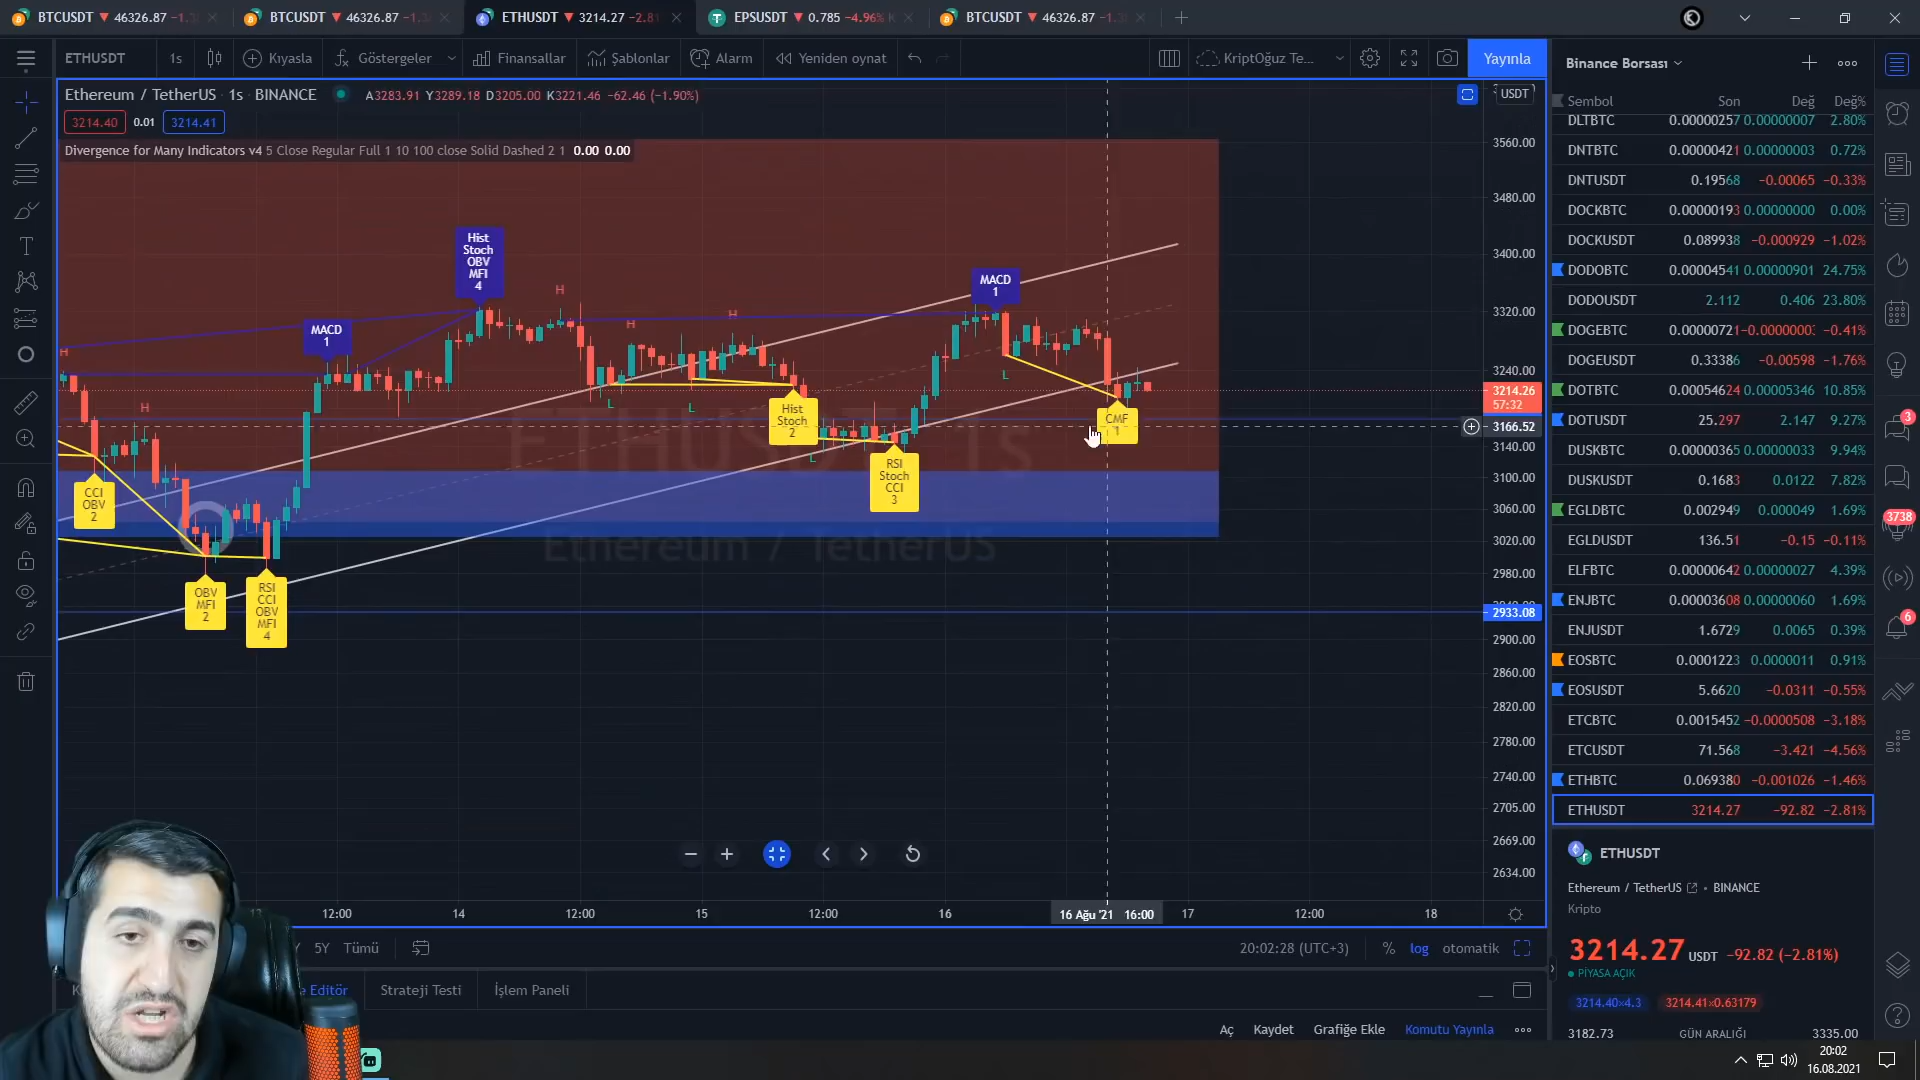 BTCUSDT ▼ 46326.87 −1.3
BTCUSDT ▼ 46326.87 −1.3
ETHUSDT ▼ 3214.27 −2.81
EPSUSDT ▼ 0.785 −4.96% K
BTCUSDT ▼ 46326.87 −1.3
ETHUSDT 1s Kıyasla Göstergeler Finansallar Şablonlar Alarm Yeniden oynat KriptoOğuz Te... Yayınla
Ethereum / TetherUS · 1s · BINANCE A3283.91 Y3289.18 D3205.00 K3221.46 −62.46 (−1.90%)
3214.40 0.01 3214.41
Divergence for Many Indicators v4 5 Close Regular Full 1 10 100 close Solid Dashed 2 1 0.00 0.00
USDT
3560.00
3480.00
3400.00
3320.00
3240.00
3214.26
57:32
3166.52
3140.00
3100.00
3060.00
3020.00
2980.00
2933.08
2900.00
2860.00
2820.00
2780.00
2740.00
2705.00
2669.00
2634.00
H
H
MACD
1
Hist
Stoch
OBV
MFI
4
H
H
H
MACD
1
L
L
L
L
CCI
OBV
2
OBV
MFI
2
RSI
CCI
OBV
MFI
4
Hist
Stoch
2
RSI
Stoch
CCI
3
CMF
1
ETHUSDT 1s
Ethereum / TetherUS
12:00 14 12:00 15 12:00 16 16 Ağu '21 16:00 17 12:00 18
5Y Tümü 20:02:28 (UTC+3) % log otomatik
Editör Strateji Testi İşlem Paneli
Aç Kaydet Grafiğe Ekle Komutu Yayınla
Binance Borsası
Sembol Son Değ Değ%
DLTBTC 0.00000257 0.00000007 2.80%
DNTBTC 0.00000421 0.00000003 0.72%
DNTUSDT 0.19568 −0.00065 −0.33%
DOCKBTC 0.00000193 0.00000000 0.00%
DOCKUSDT 0.089938 −0.000929 −1.02%
DODOBTC 0.00004541 0.00000901 24.75%
DODOUSDT 2.112 0.406 23.80%
DOGEBTC 0.00000721 −0.00000003 −0.41%
DOGEUSDT 0.33386 −0.00598 −1.76%
DOTBTC 0.00054624 0.00005346 10.85%
DOTUSDT 25.297 2.147 9.27%
DUSKBTC 0.00000365 0.00000033 9.94%
DUSKUSDT 0.1683 0.0122 7.82%
EGLDBTC 0.002949 0.000049 1.69%
EGLDUSDT 136.51 −0.15 −0.11%
ELFBTC 0.00000642 0.00000027 4.39%
ENJBTC 0.00003608 0.00000060 1.69%
ENJUSDT 1.6729 0.0065 0.39%
EOSBTC 0.0001223 0.0000011 0.91%
EOSUSDT 5.6620 −0.0311 −0.55%
ETCBTC 0.0015452 −0.0000508 −3.18%
ETCUSDT 71.568 −3.421 −4.56%
ETHBTC 0.069380 −0.001026 −1.46%
ETHUSDT 3214.27 −92.82 −2.81%
ETHUSDT
Ethereum / TetherUS • BINANCE
Kripto
3214.27 USDT −92.82 (−2.81%)
PİYASA AÇIK
3214.40×4.3 3214.41×0.63179
3182.73 GÜN ARALIĞI 3335.00
3
3738
6
20:02
16.08.2021